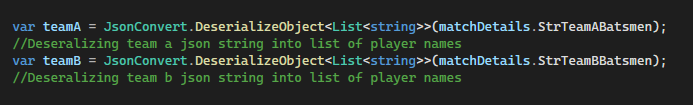 var teamA = JsonConvert.DeserializeObject<List<string>>(matchDetails.StrTeamABatsmen);
//Deseralizing team a json string into list of player names
var teamB = JsonConvert.DeserializeObject<List<string>>(matchDetails.StrTeamBBatsmen);
//Deseralizing team b json string into list of player names